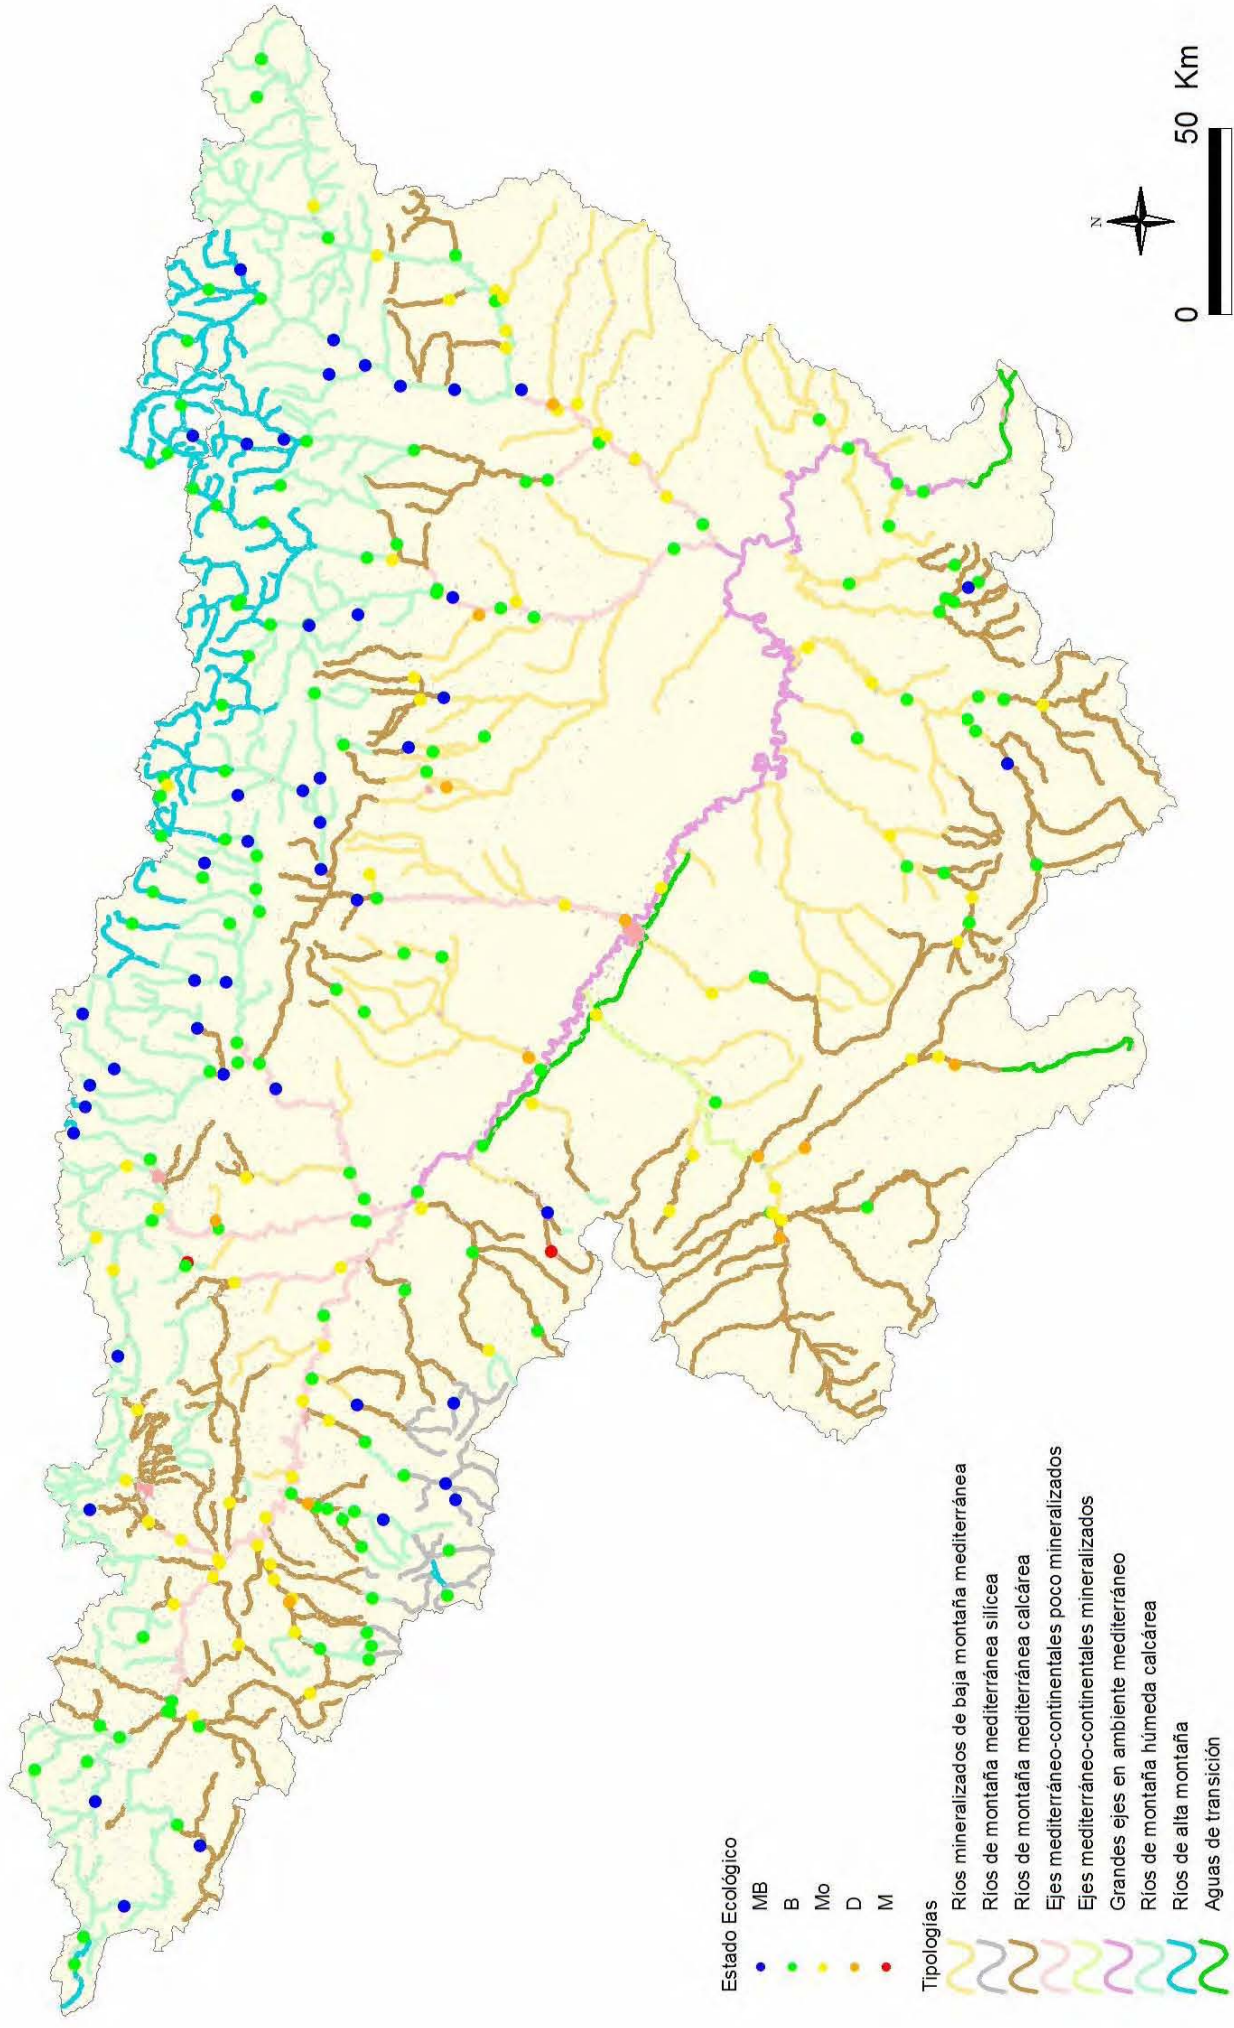 N
0 50 Km
Estado Ecológico
MB
B
Mo
D
M
Tipologías
Ríos mineralizados de baja montaña mediterránea
Ríos de montaña mediterránea silícea
Ríos de montaña mediterránea calcárea
Ejes mediterráneo-continentales poco mineralizados
Ejes mediterráneo-continentales mineralizados
Grandes ejes en ambiente mediterráneo
Ríos de montaña húmeda calcárea
Ríos de alta montaña
Aguas de transición